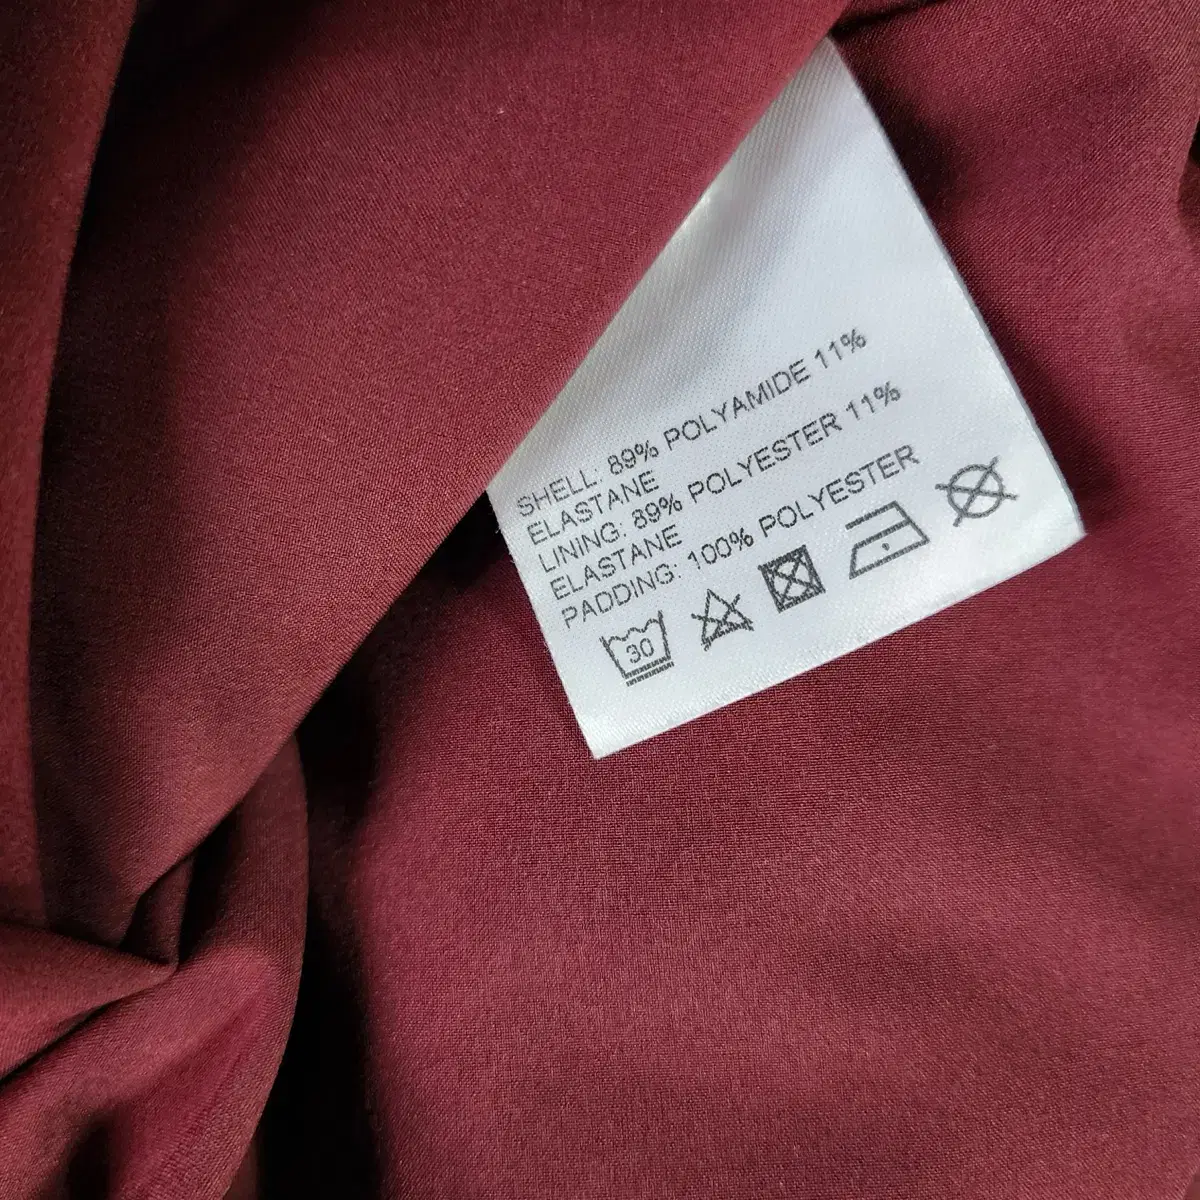 SHELL: 89% POLYAMIDE 11%
ELASTANE
LINING: 89% POLYESTER 11%
ELASTANE
PADDING: 100% POLYESTER
30